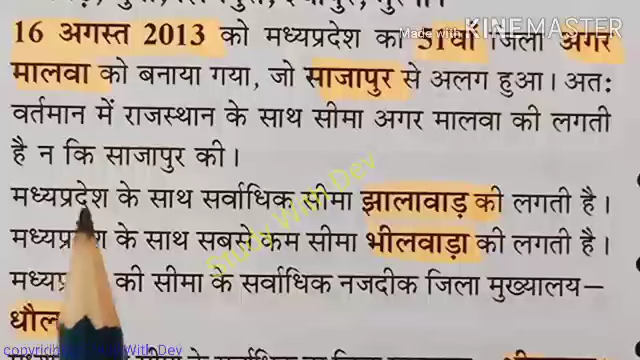 Made with KINEMASTER
16 अगस्त 2013 को मध्यप्रदेश का 51वाँ जिला अगर
मालवा को बनाया गया, जो साजापुर से अलग हुआ। अतः
वर्तमान में राजस्थान के साथ सीमा अगर मालवा की लगती
है न कि साजापुर की।
मध्यप्रदेश के साथ सर्वाधिक सीमा झालावाड़ की लगती है।
मध्यप्र श के साथ सबसे कम सीमा भीलवाड़ा की लगती है।
मध्यप्र की सीमा के सर्वाधिक नजदीक जिला मुख्यालय–
धौल
Study With Dev
With Dev